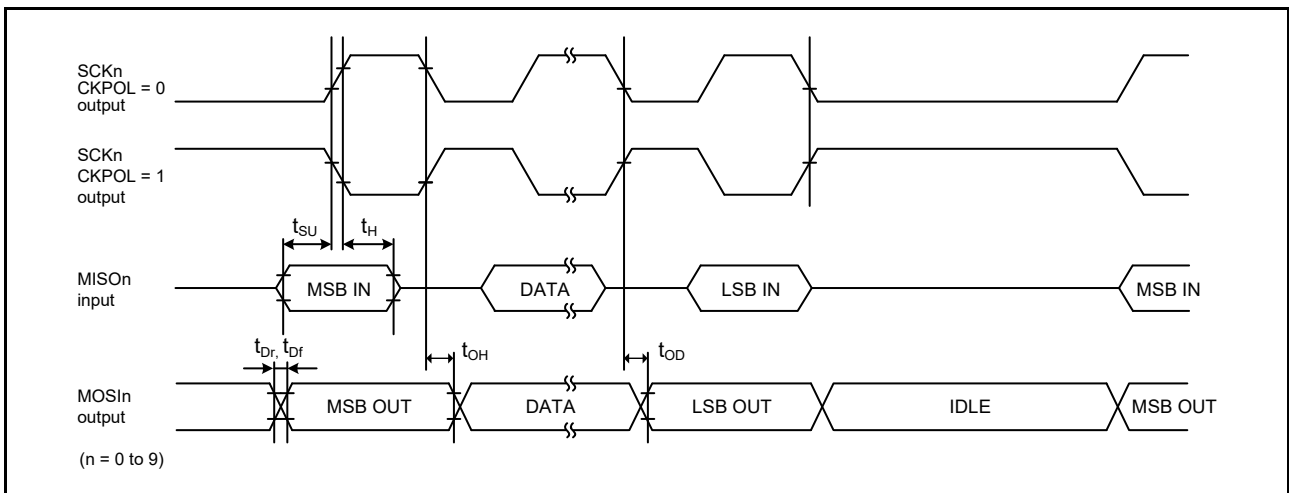 SCKn
CKPOL = 0
output
SCKn
CKPOL = 1
output
tSU
tH
MISOn
input
MSB IN
DATA
LSB IN
MSB IN
tDr, tDf
tOH
tOD
MOSIn
output
MSB OUT
DATA
LSB OUT
IDLE
MSB OUT
(n = 0 to 9)